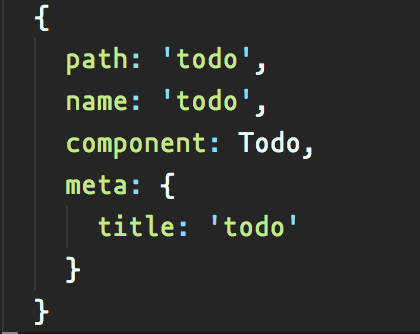 {
path: 'todo',
name: 'todo',
component: Todo,
meta: {
title: 'todo'
}
}